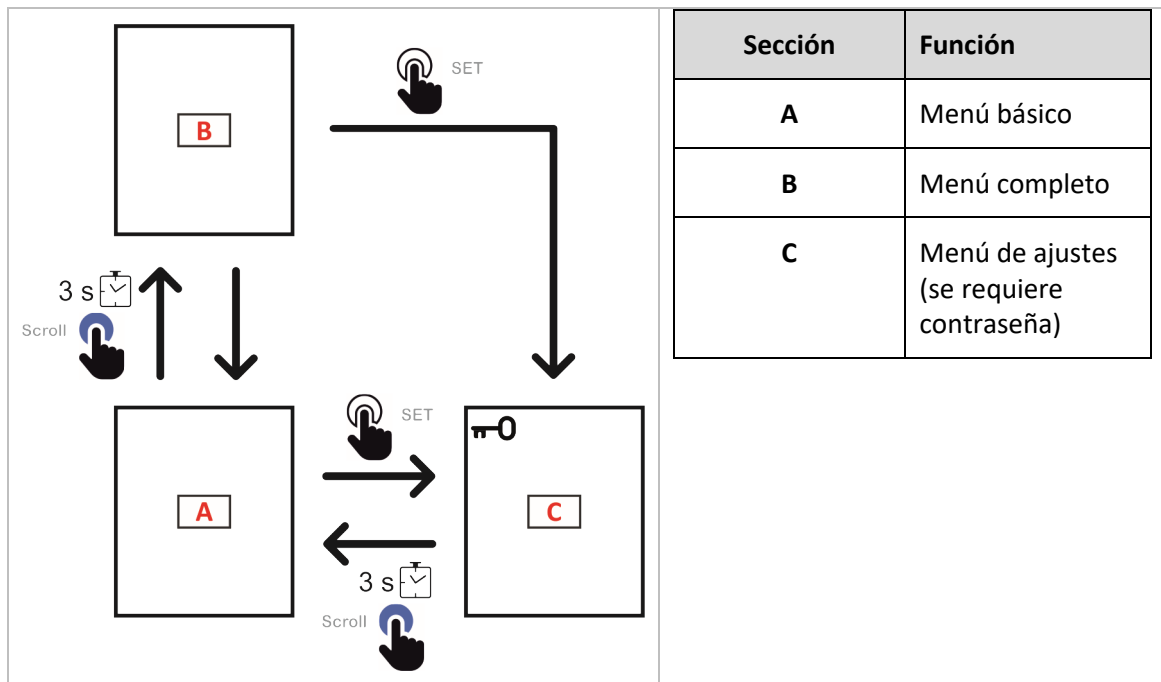 B
SET
3 s
Scroll
A
SET
C
3 s
Scroll
Sección Función
A Menú básico
B Menú completo
C Menú de ajustes
(se requiere
contraseña)